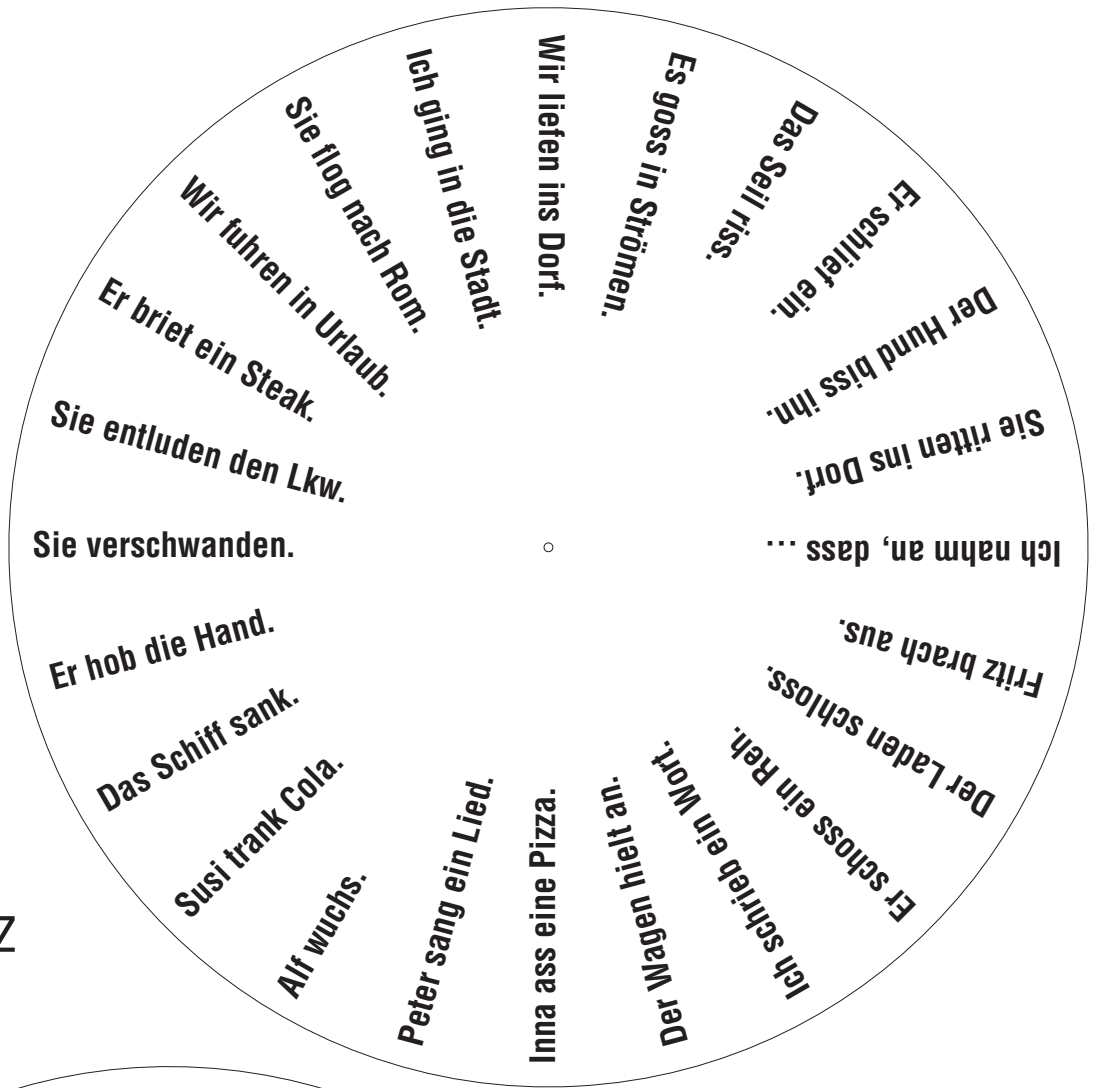 Wir liefen ins Dorf.
Es goss in Strömen.
Das Seil riss.
Er schlief ein.
Der Hund biss ihn.
Sie ritten ins Dorf.
Ich nahm an, dass ...
Fritz brach aus.
Der Laden schloss.
Er schoss ein Reh.
Ich schrieb ein Wort.
Der Wagen hielt an.
Inna ass eine Pizza.
Peter sang ein Lied.
Alf wuchs.
Susi trank Cola.
Das Schiff sank.
Er hob die Hand.
Sie verschwanden.
Sie entluden den Lkw.
Er briet ein Steak.
Wir fuhren in Urlaub.
Sie flog nach Rom.
Ich ging in die Stadt.
z